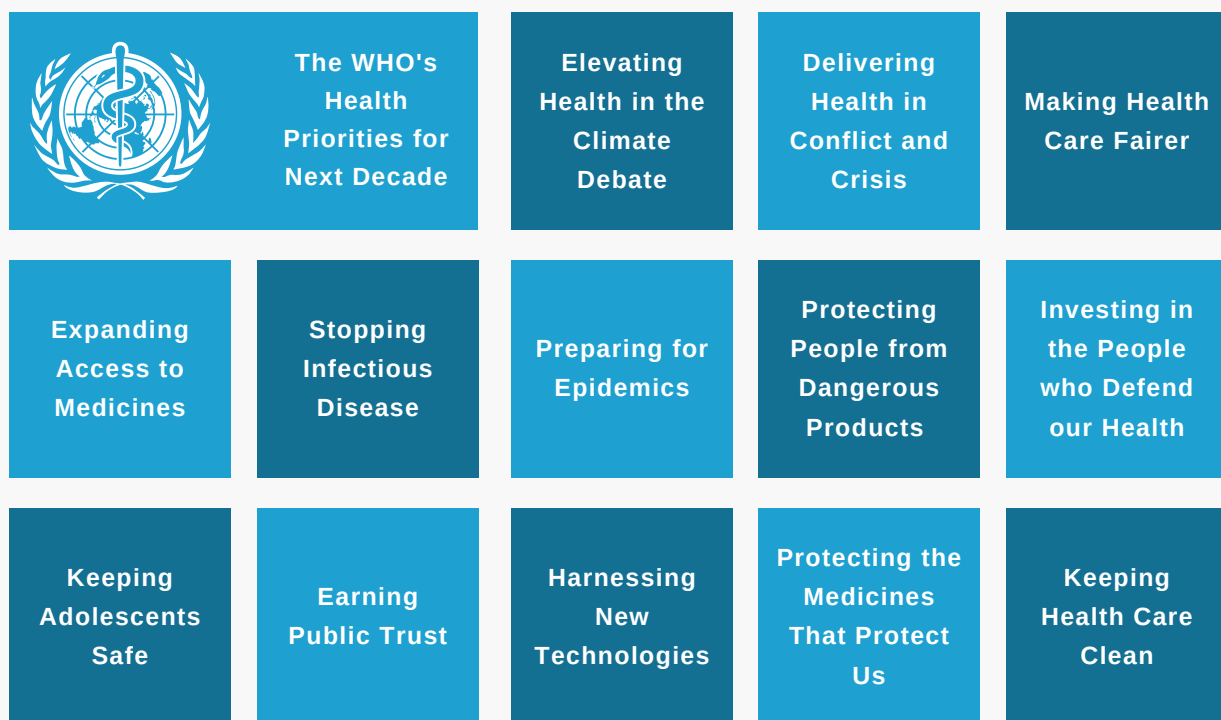 The WHO's
Health
Priorities for
Next Decade
Elevating
Health in the
Climate
Debate
Delivering
Health in
Conflict and
Crisis
Making Health
Care Fairer
Expanding
Access to
Medicines
Stopping
Infectious
Disease
Preparing for
Epidemics
Protecting
People from
Dangerous
Products
Investing in
the People
who Defend
our Health
Keeping
Adolescents
Safe
Earning
Public Trust
Harnessing
New
Technologies
Protecting the
Medicines
That Protect
Us
Keeping
Health Care
Clean